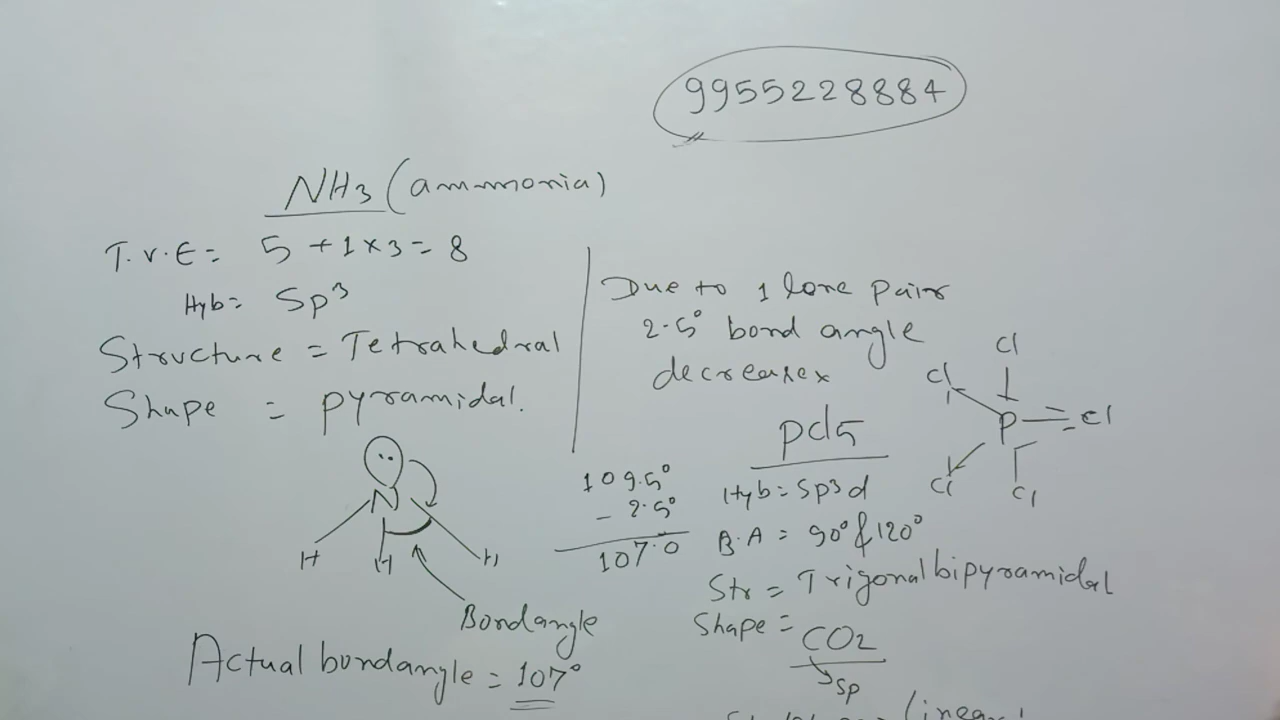 9955228884
NH3 (ammonia)
T.V.E = 5 + 1 × 3 = 8
Hyb = Sp³
Structure = Tetrahedral
Shape = pyramidal.
N
H H H
Bondangle
Actual bondangle = 107°
Due to 1 lone pair
2.5° bond angle
decreases
109.5°
- 2.5°
107.0
Cl
Cl
P Cl
Cl Cl
pcl5
Hyb = Sp³d
B.A = 90° & 120°
Str = Trigonal bipyramidal
Shape =
CO2
Sp
linear